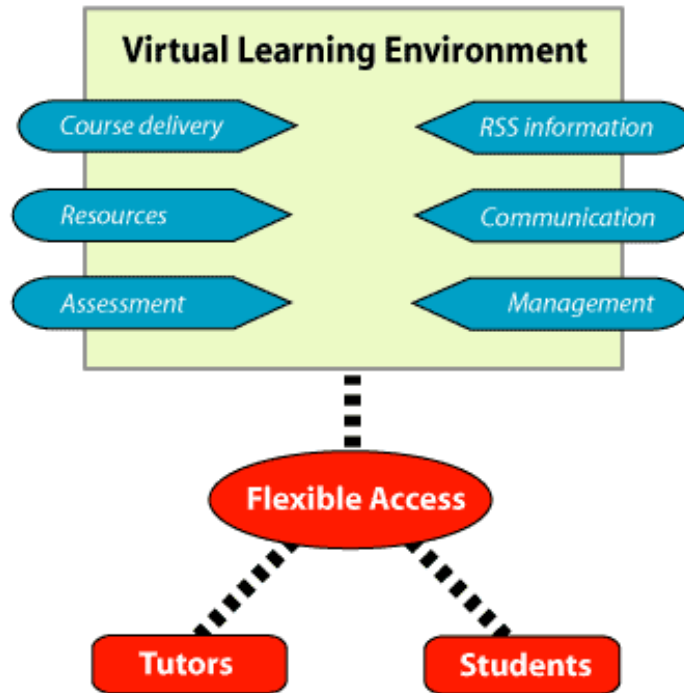 Virtual Learning Environment
Course delivery
RSS information
Resources
Communication
Assessment
Management
Flexible Access
Tutors
Students